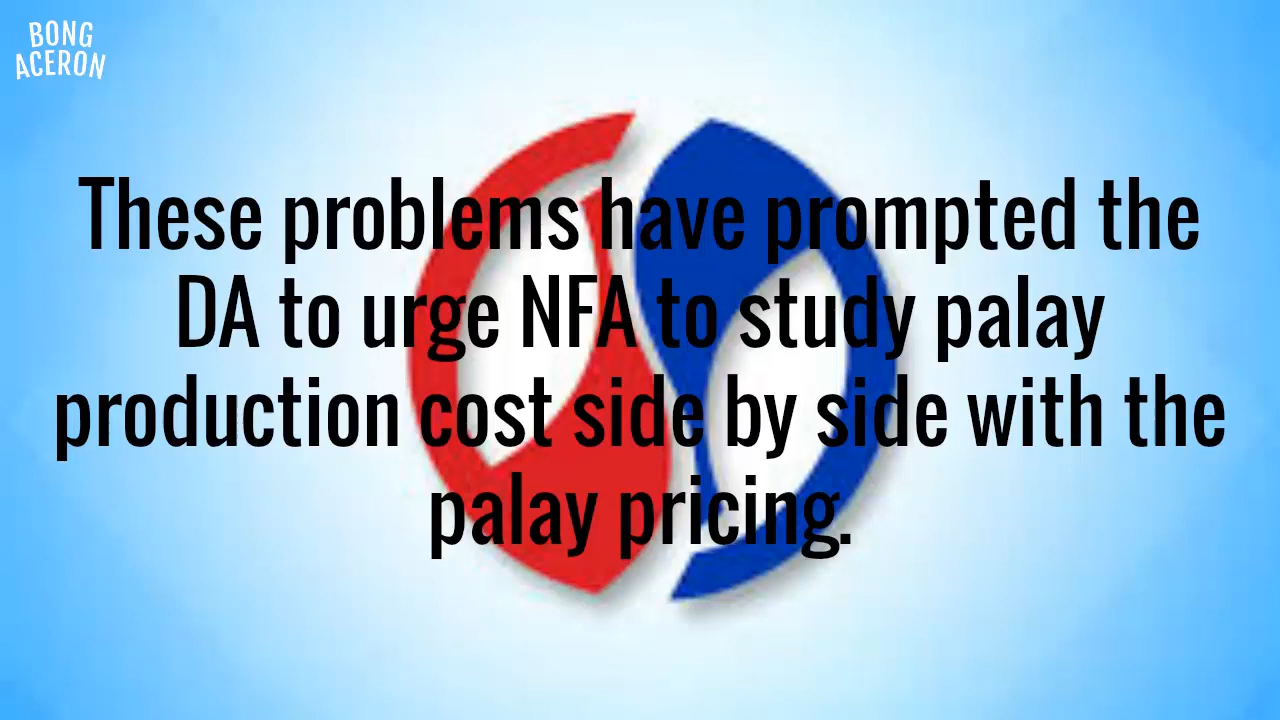 BONG
ACERON
These problems have prompted the
DA to urge NFA to study palay
production cost side by side with the
palay pricing.